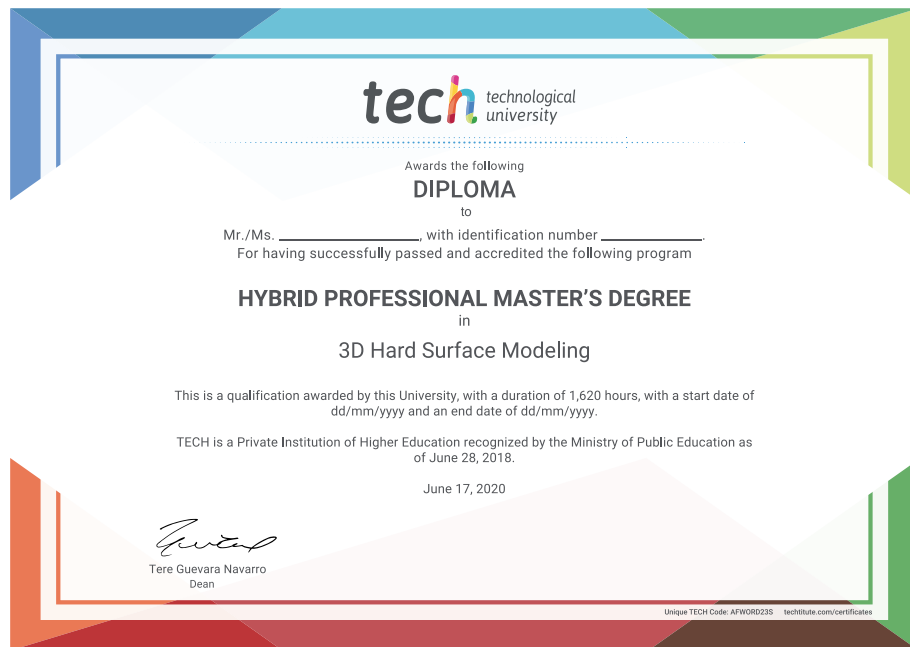 tech technological
university
Awards the following
DIPLOMA
to
Mr./Ms. ____________________, with identification number ______________.
For having successfully passed and accredited the following program
HYBRID PROFESSIONAL MASTER'S DEGREE
in
3D Hard Surface Modeling
This is a qualification awarded by this University, with a duration of 1,620 hours, with a start date of
dd/mm/yyyy and an end date of dd/mm/yyyy.
TECH is a Private Institution of Higher Education recognized by the Ministry of Public Education as
of June 28, 2018.
June 17, 2020
Tere Guevara Navarro
Dean
Unique TECH Code: AFWORD23S techtitute.com/certificates